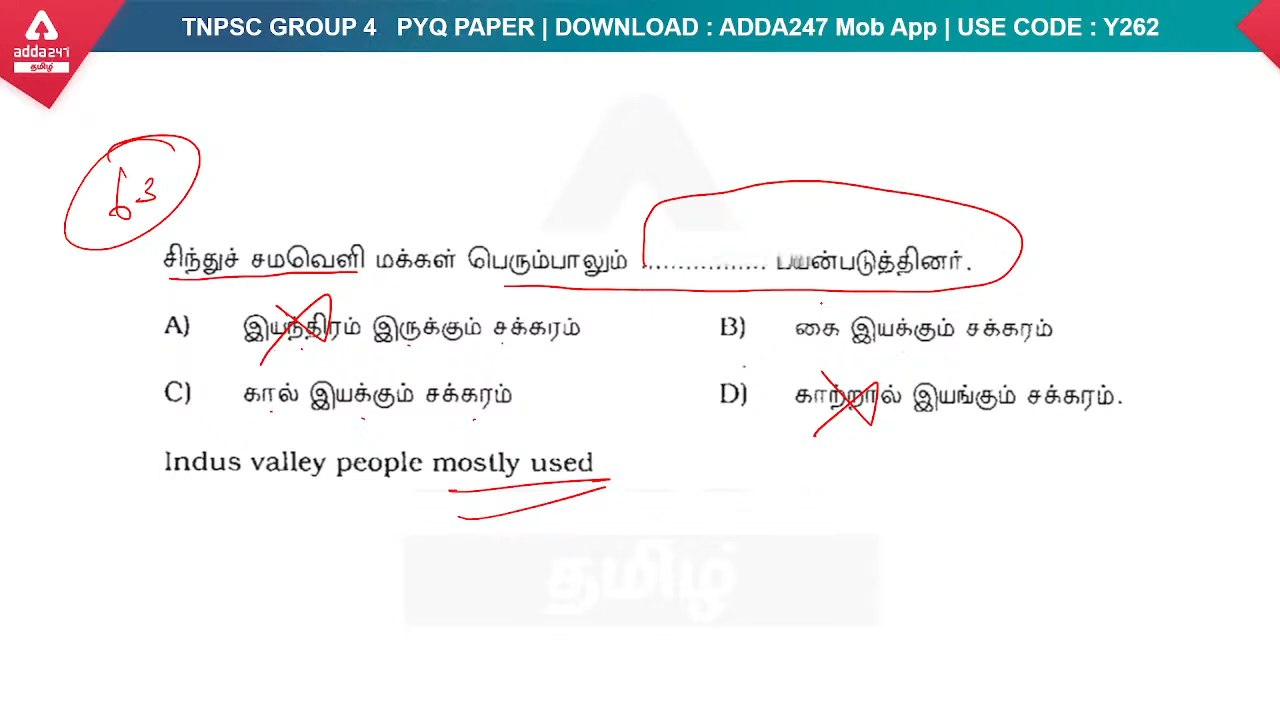 TNPSC GROUP 4 PYQ PAPER | DOWNLOAD : ADDA247 Mob App | USE CODE : Y262
adda247
தமிழ்
63
சிந்துச் சமவெளி மக்கள் பெரும்பாலும் ................. பயன்படுத்தினர்.
A) இயந்திரம் இருக்கும் சக்கரம் B) கை இயக்கும் சக்கரம்
C) கால் இயக்கும் சக்கரம் D) காற்றால் இயங்கும் சக்கரம்.
Indus valley people mostly used
தமிழ்